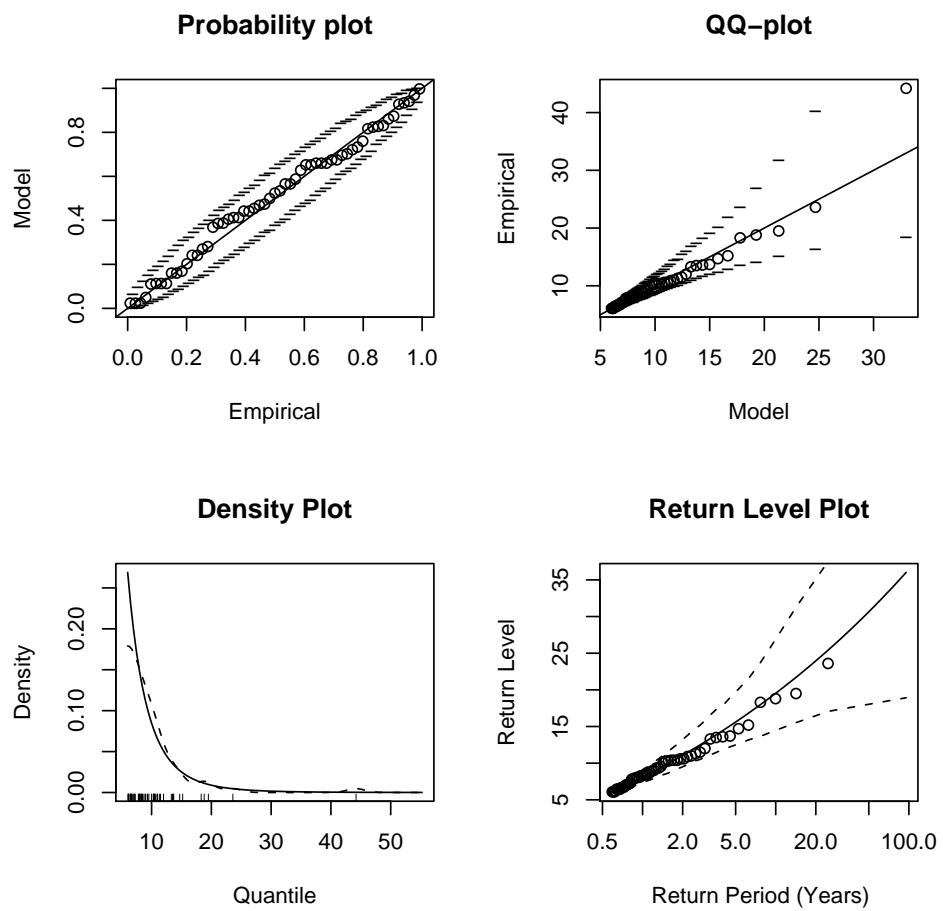 Probability plot
Model
0.0 0.4 0.8
0.0 0.2 0.4 0.6 0.8 1.0
Empirical
QQ−plot
Empirical
10 20 30 40
5 10 15 20 25 30
Model
Density Plot
Density
0.00 0.10 0.20
10 20 30 40 50
Quantile
Return Level Plot
Return Level
5 15 25 35
0.5 2.0 5.0 20.0 100.0
Return Period (Years)